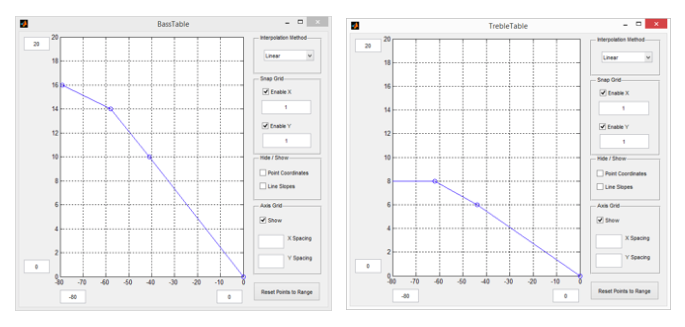 BassTable
20
20
18
16
14
12
10
8
6
4
2
0
0
-80 -70 -60 -50 -40 -30 -20 -10 0
-80 0
Interpolation Method
Linear
Snap Grid
Enable X
1
Enable Y
1
Hide / Show
Point Coordinates
Line Slopes
Axis Grid
Show
X Spacing
Y Spacing
Reset Points to Range
TrebleTable
20
20
18
16
14
12
10
8
6
4
2
0
0
-80 -70 -60 -50 -40 -30 -20 -10 0
-80 0
Interpolation Method
Linear
Snap Grid
Enable X
1
Enable Y
1
Hide / Show
Point Coordinates
Line Slopes
Axis Grid
Show
X Spacing
Y Spacing
Reset Points to Range